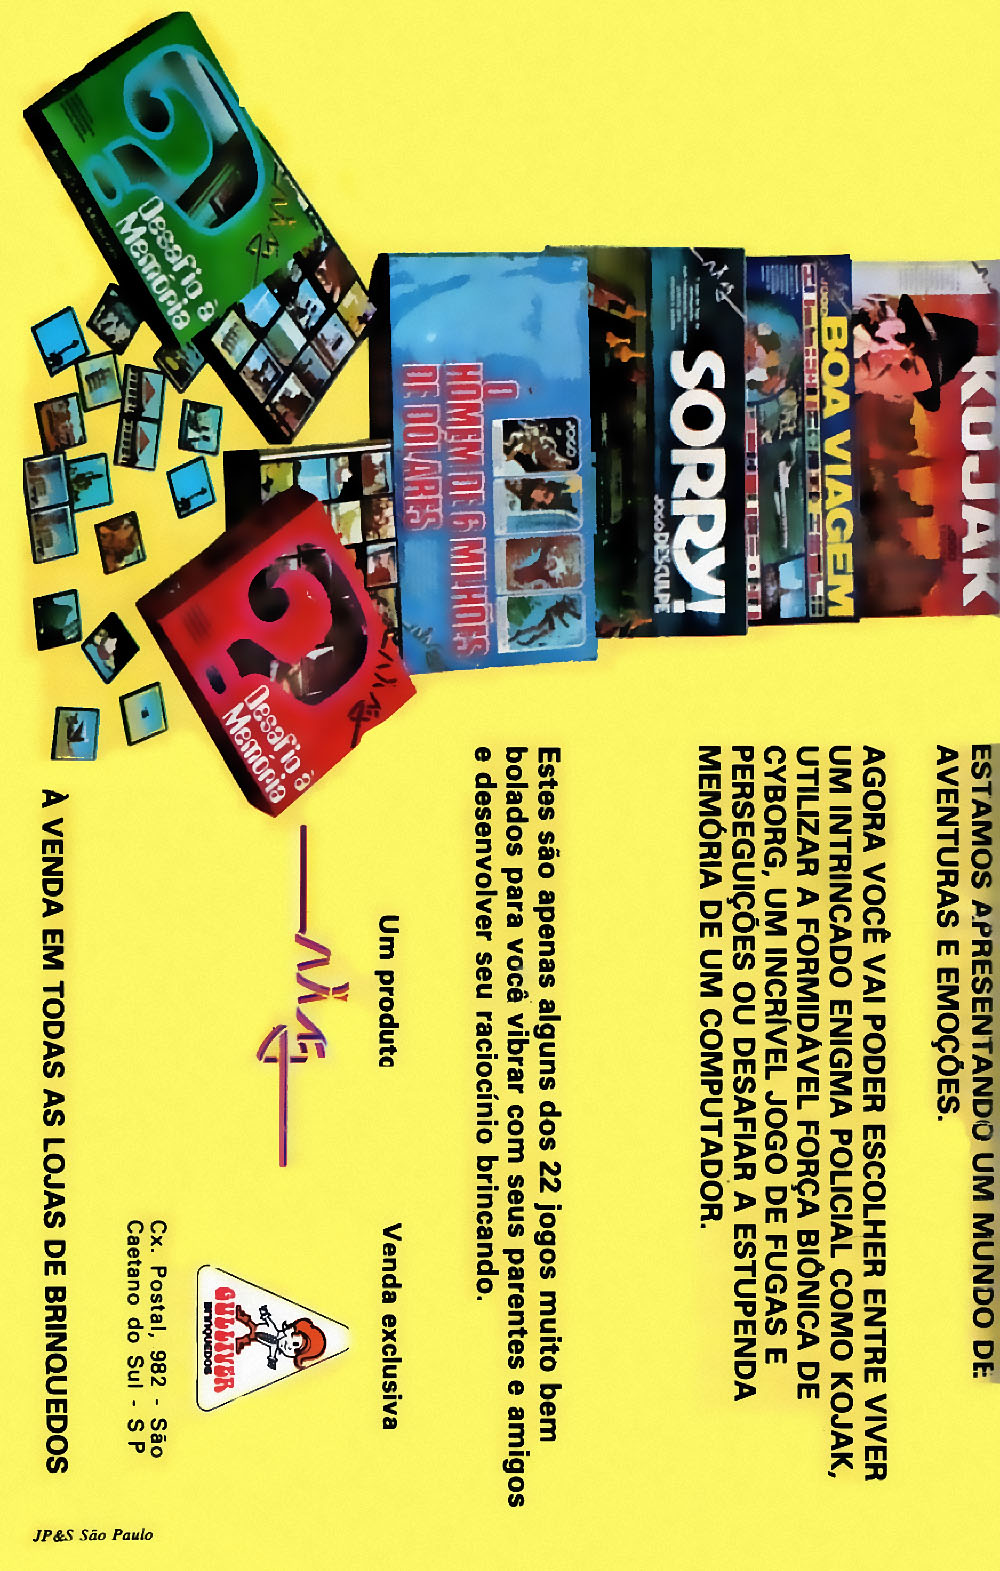 KOJAK
JOGO
BOA VIAGEM
SORRY!
JOGO DESCULPE
O
HOMEM DE 6 MILHÕES
DE DÓLARES
Desafio à
Memória
Desafio à
Memória
ESTAMOS APRESENTANDO UM MUNDO DE
AVENTURAS E EMOÇÕES.
AGORA VOCÊ VAI PODER ESCOLHER ENTRE VIVER
UM INTRINCADO ENIGMA POLICIAL COMO KOJAK,
UTILIZAR A FORMIDÁVEL FORÇA BIÔNICA DE
CYBORG, UM INCRÍVEL JOGO DE FUGAS E
PERSEGUIÇÕES OU DESAFIAR A ESTUPENDA
MEMÓRIA DE UM COMPUTADOR.
Estes são apenas alguns dos 22 jogos muito bem
bolados para você vibrar com seus parentes e amigos
e desenvolver seu raciocínio brincando.
Um produto
Venda exclusiva
GULLIVER
BRINQUEDOS
Cx. Postal, 982 - São
Caetano do Sul - S P
À VENDA EM TODAS AS LOJAS DE BRINQUEDOS
JP&S São Paulo